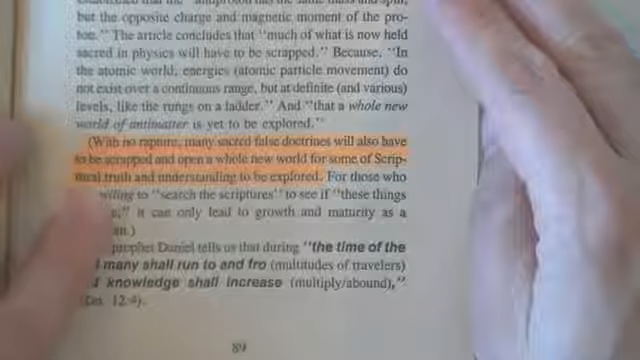 but the opposite charge and magnetic moment of the pro-
ton." The article concludes that "much of what is now held
sacred in physics will have to be scrapped." Because, "In
the atomic world, energies (atomic particle movement) do
not exist over a continuous range, but at definite (and various)
levels, like the rungs on a ladder." And "that a whole new
world of antimatter is yet to be explored."
(With no rapture, many sacred false doctrines will also have
to be scrapped and open a whole new world for some of Scrip-
tural truth and understanding to be explored. For those who
willing to "search the scriptures" to see if "these things
it can only lead to growth and maturity as a
an.)
prophet Daniel tells us that during "the time of the
many shall run to and fro (multitudes of travelers)
knowledge shall increase (multiply/abound),"
12:4).
89